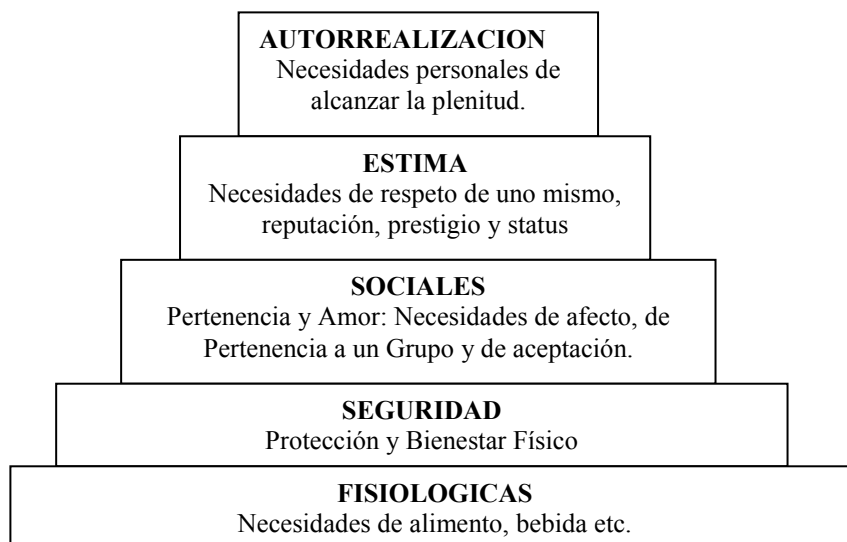 AUTORREALIZACION
Necesidades personales de
alcanzar la plenitud.
ESTIMA
Necesidades de respeto de uno mismo,
reputación, prestigio y status
SOCIALES
Pertenencia y Amor: Necesidades de afecto, de
Pertenencia a un Grupo y de aceptación.
SEGURIDAD
Protección y Bienestar Físico
FISIOLOGICAS
Necesidades de alimento, bebida etc.